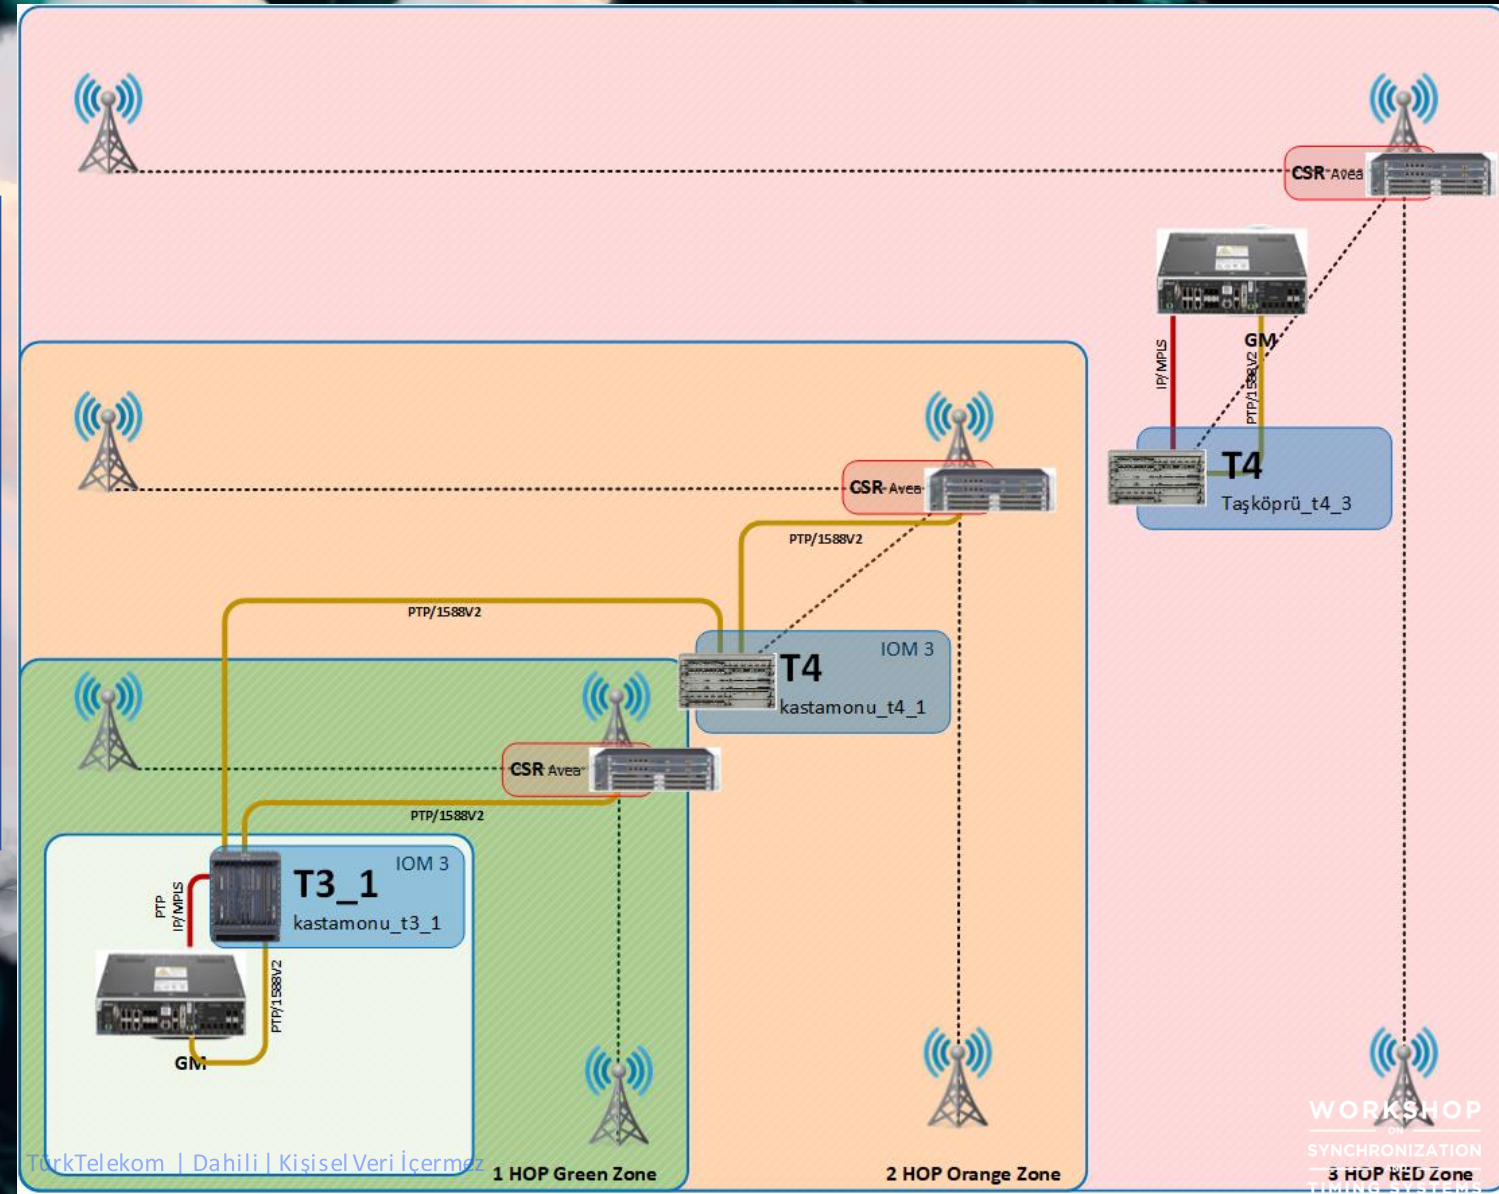 CSR Avea
GM
IP/MPLS
PTP/1588V2
T4
Taşköprü_t4_3
CSR Avea
PTP/1588V2
PTP/1588V2
IOM 3
T4
kastamonu_t4_1
CSR Avea
PTP/1588V2
IOM 3
T3_1
kastamonu_t3_1
PTP
IP/MPLS
PTP/1588V2
GM
WORKSHOP
ON
SYNCHRONIZATION
TIMING SYSTEMS
TürkTelekom | Dahili | Kişisel Veri İçermez
1 HOP Green Zone
2 HOP Orange Zone
3 HOP RED Zone